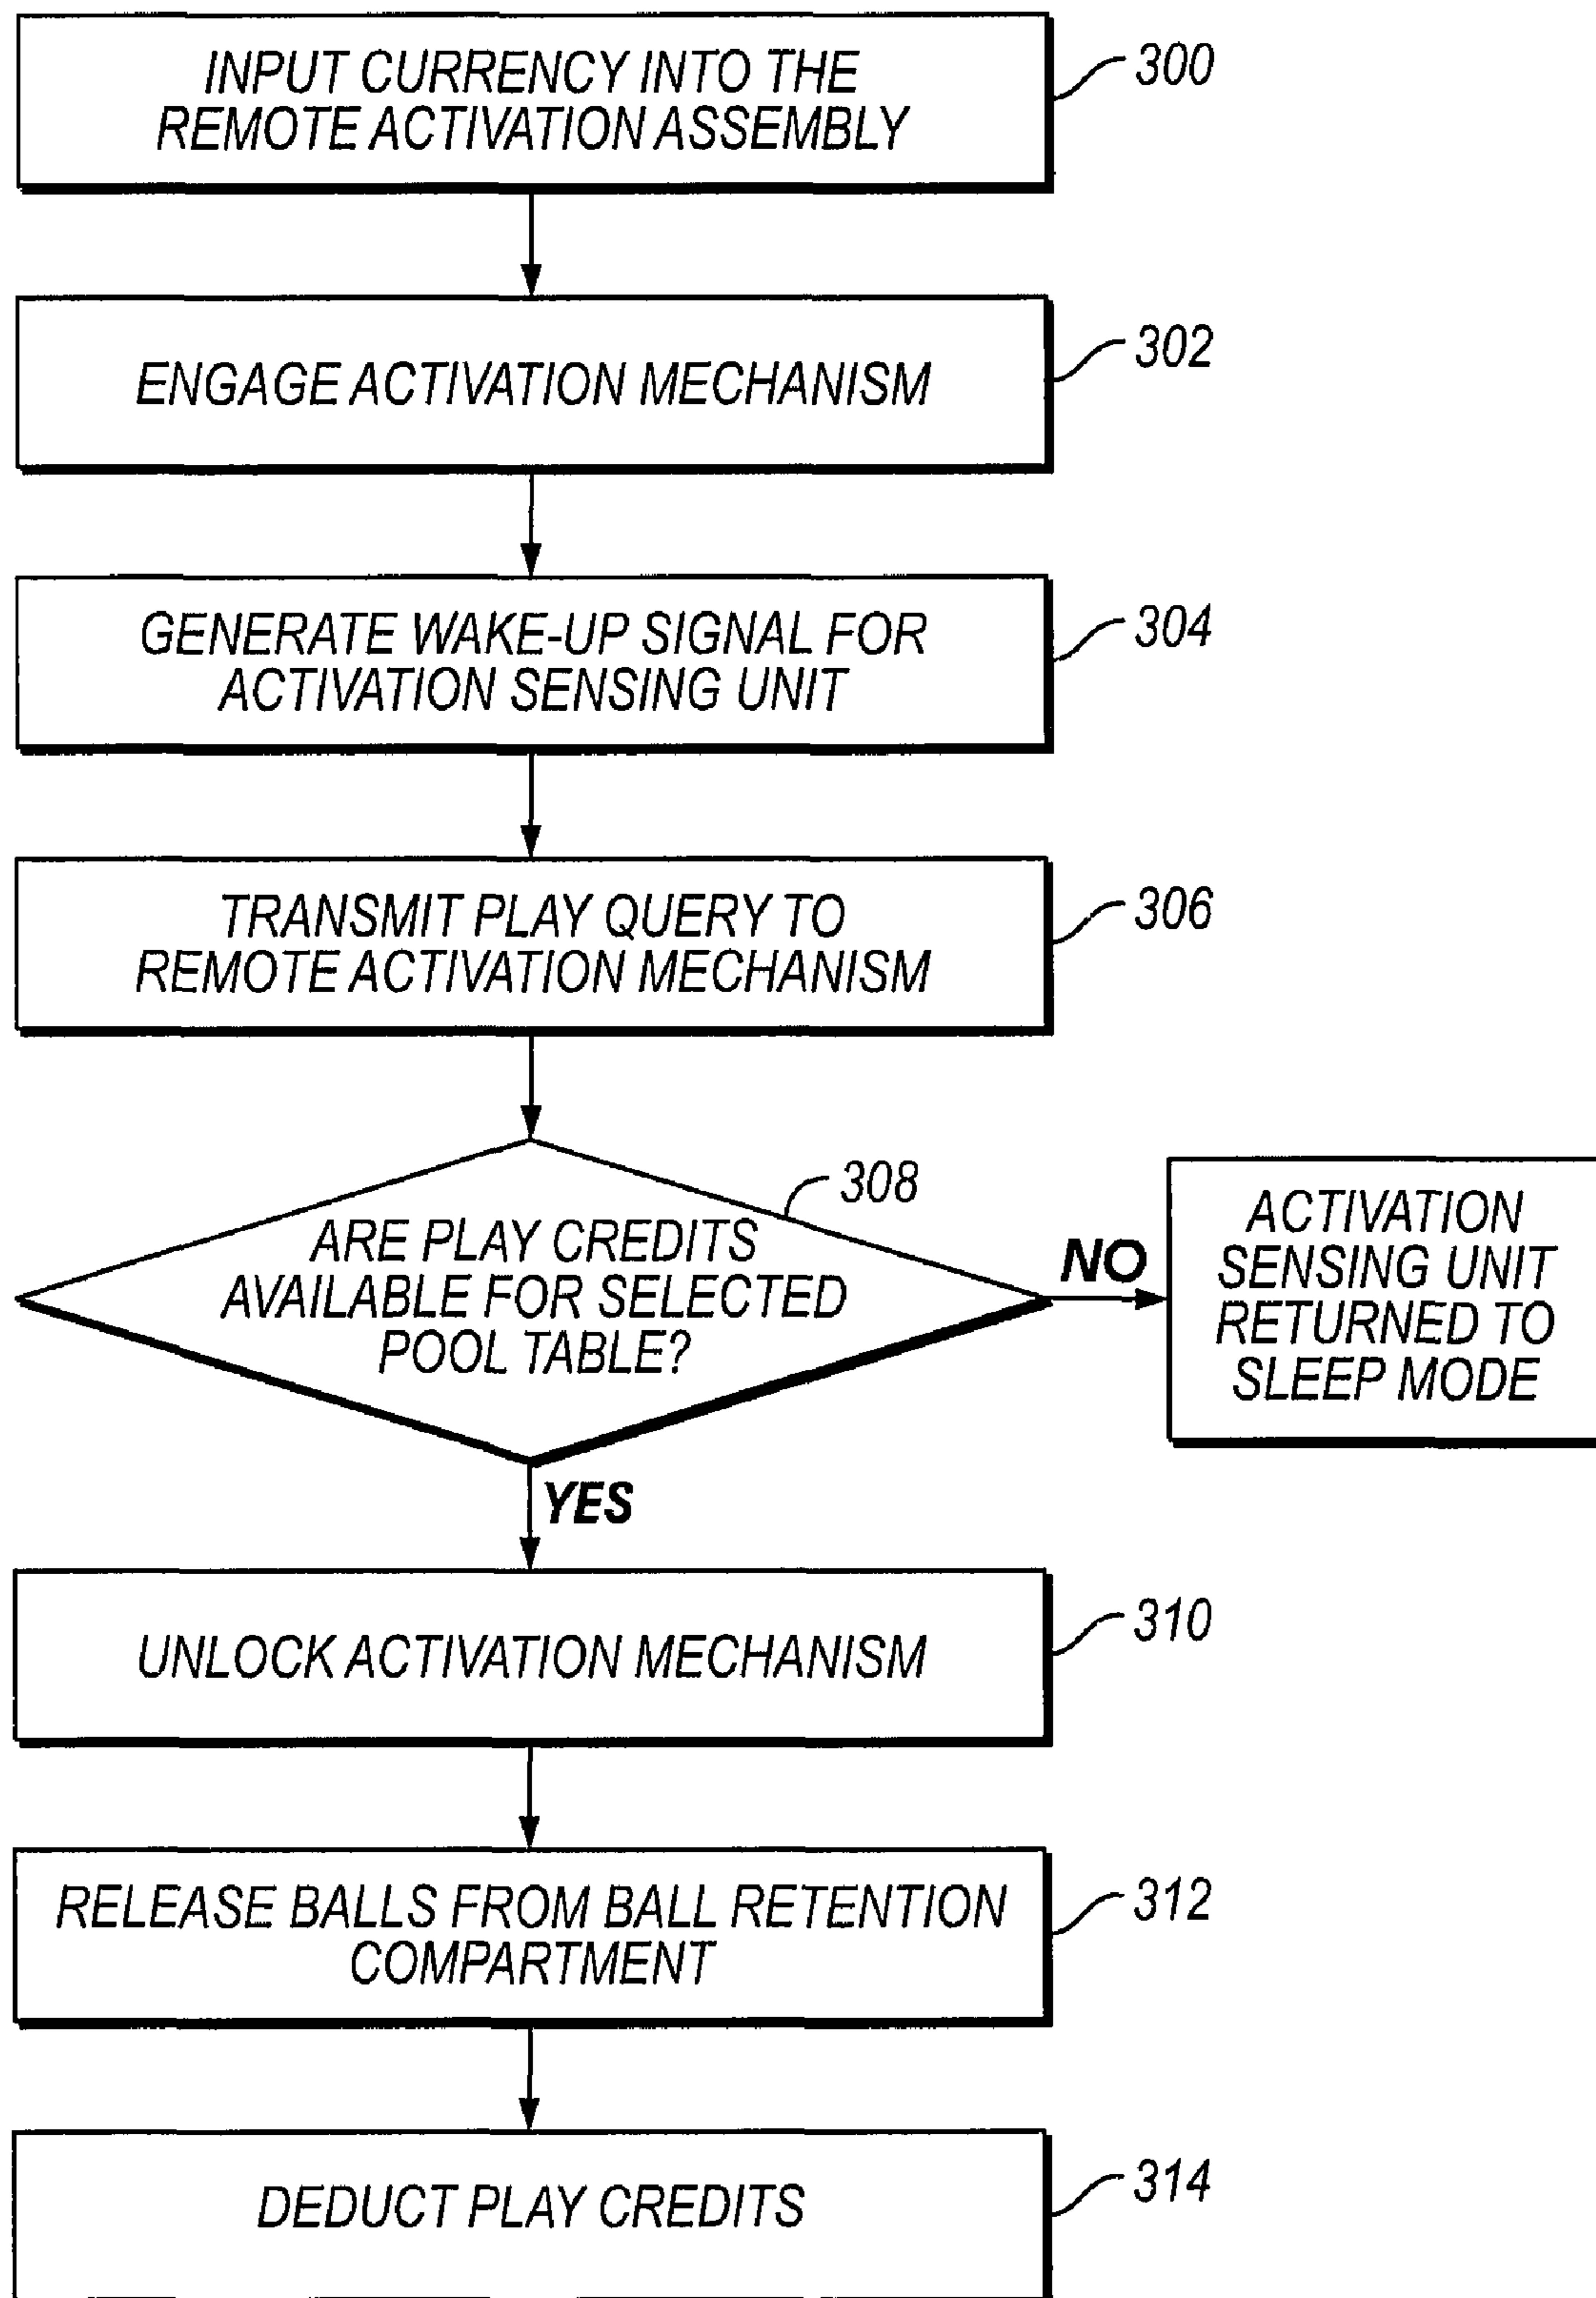 INPUT CURRENCY INTO THE
REMOTE ACTIVATION ASSEMBLY
300
ENGAGE ACTIVATION MECHANISM
302
GENERATE WAKE-UP SIGNAL FOR
ACTIVATION SENSING UNIT
304
TRANSMIT PLAY QUERY TO
REMOTE ACTIVATION MECHANISM
306
ARE PLAY CREDITS
AVAILABLE FOR SELECTED
POOL TABLE?
308
NO
ACTIVATION
SENSING UNIT
RETURNED TO
SLEEP MODE
YES
UNLOCK ACTIVATION MECHANISM
310
RELEASE BALLS FROM BALL RETENTION
COMPARTMENT
312
DEDUCT PLAY CREDITS
314